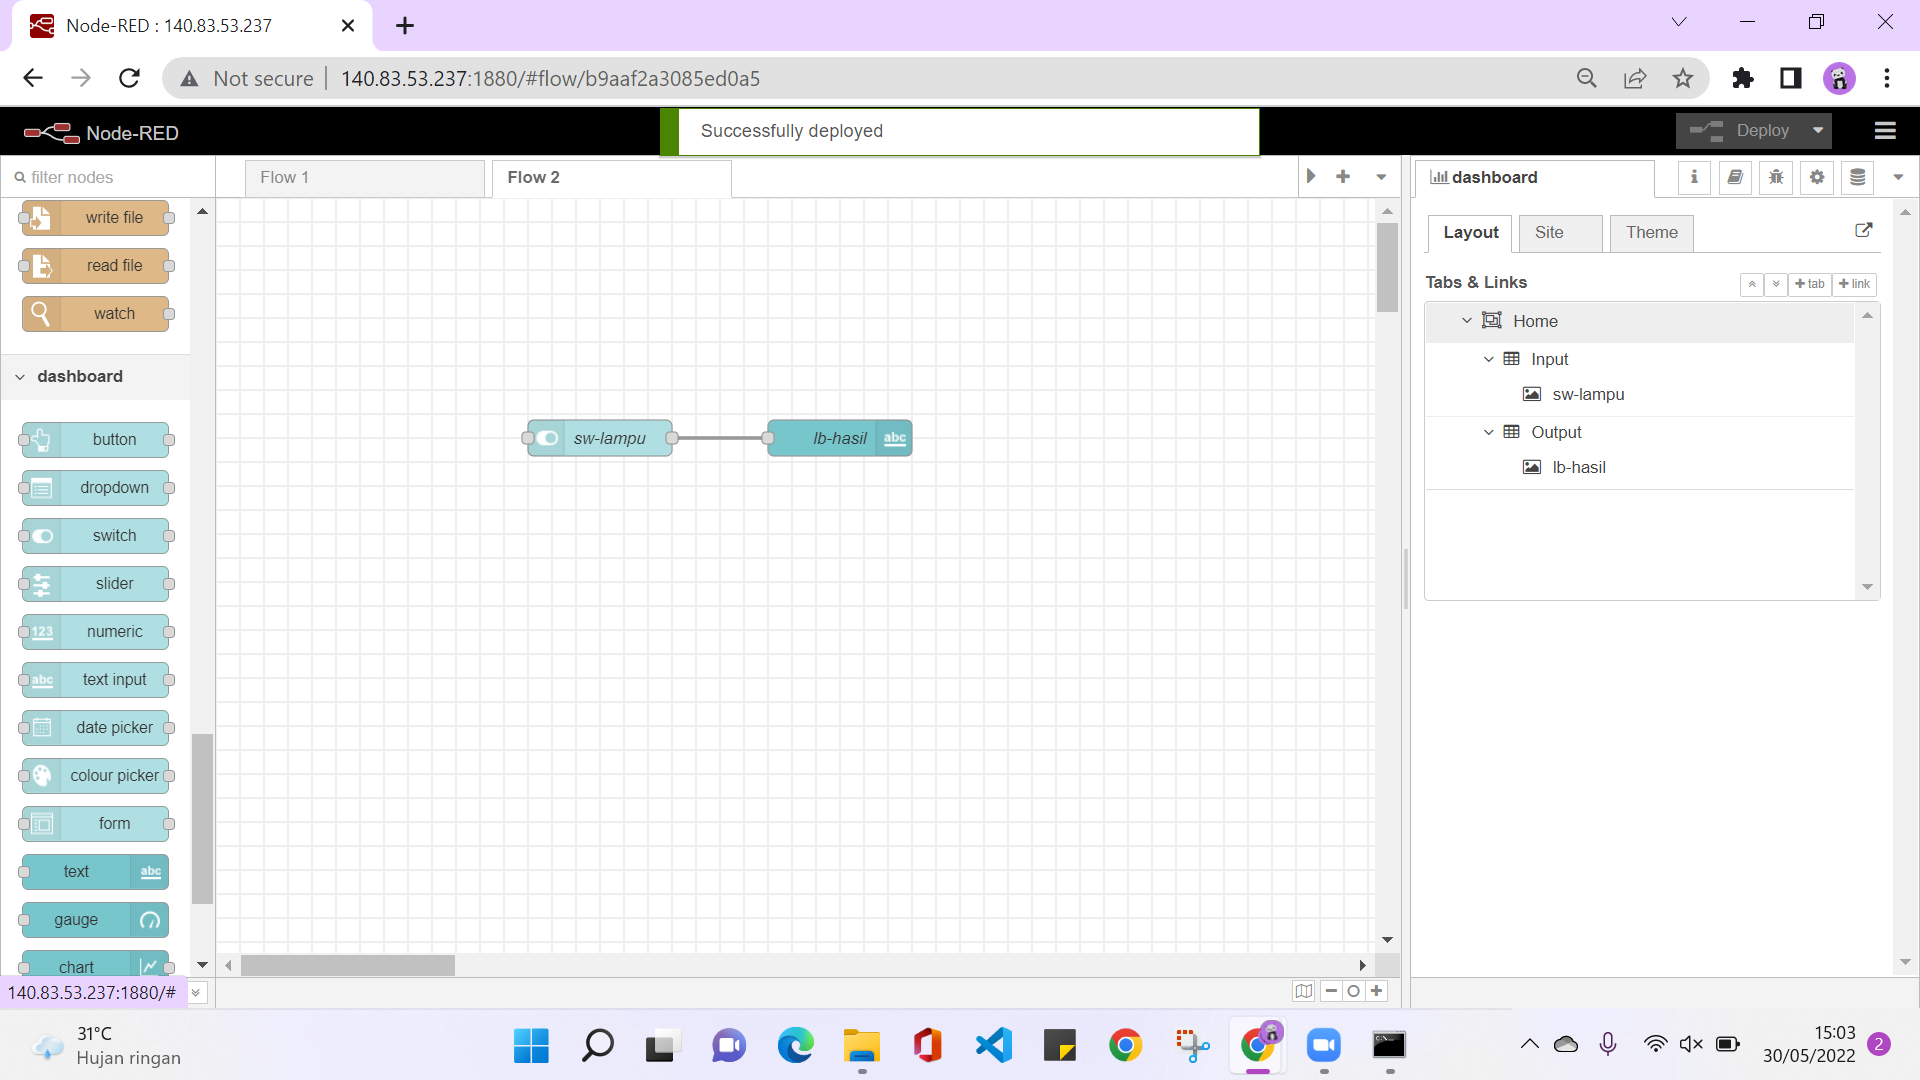 Node-RED : 140.83.53.237
Not secure
140.83.53.237:1880/#flow/b9aaf2a3085ed0a5
Node-RED
Successfully deployed
Deploy
filter nodes
Flow 1
Flow 2
dashboard
write file
read file
watch
dashboard
button
dropdown
switch
slider
123 numeric
abc text input
date picker
colour picker
form
text abc
gauge
chart
sw-lampu
lb-hasil abc
Layout
Site
Theme
Tabs & Links
tab
link
Home
Input
sw-lampu
Output
lb-hasil
140.83.53.237:1880/#
31°C
Hujan ringan
15:03
30/05/2022
2